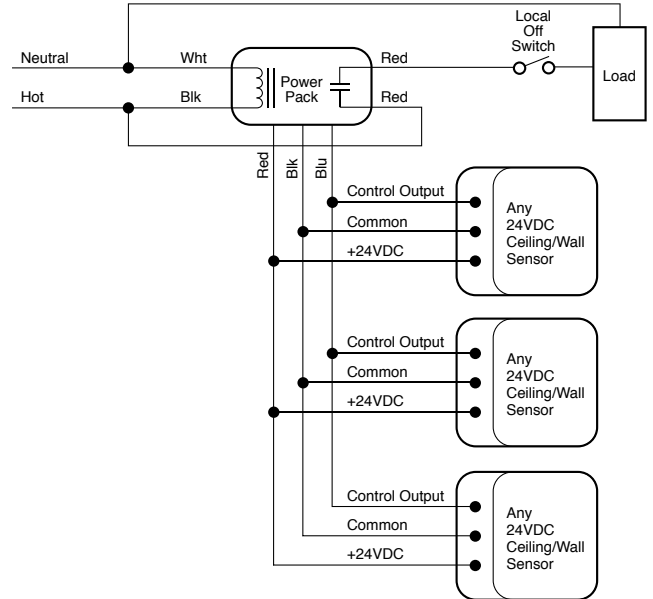 Local
Off
Switch
Neutral
Wht
Red
Power
Pack
Load
Hot
Blk
Red
Red
Blk
Blu
Control Output
Common
+24VDC
Any
24VDC
Ceiling/Wall
Sensor
Control Output
Common
+24VDC
Any
24VDC
Ceiling/Wall
Sensor
Control Output
Common
+24VDC
Any
24VDC
Ceiling/Wall
Sensor